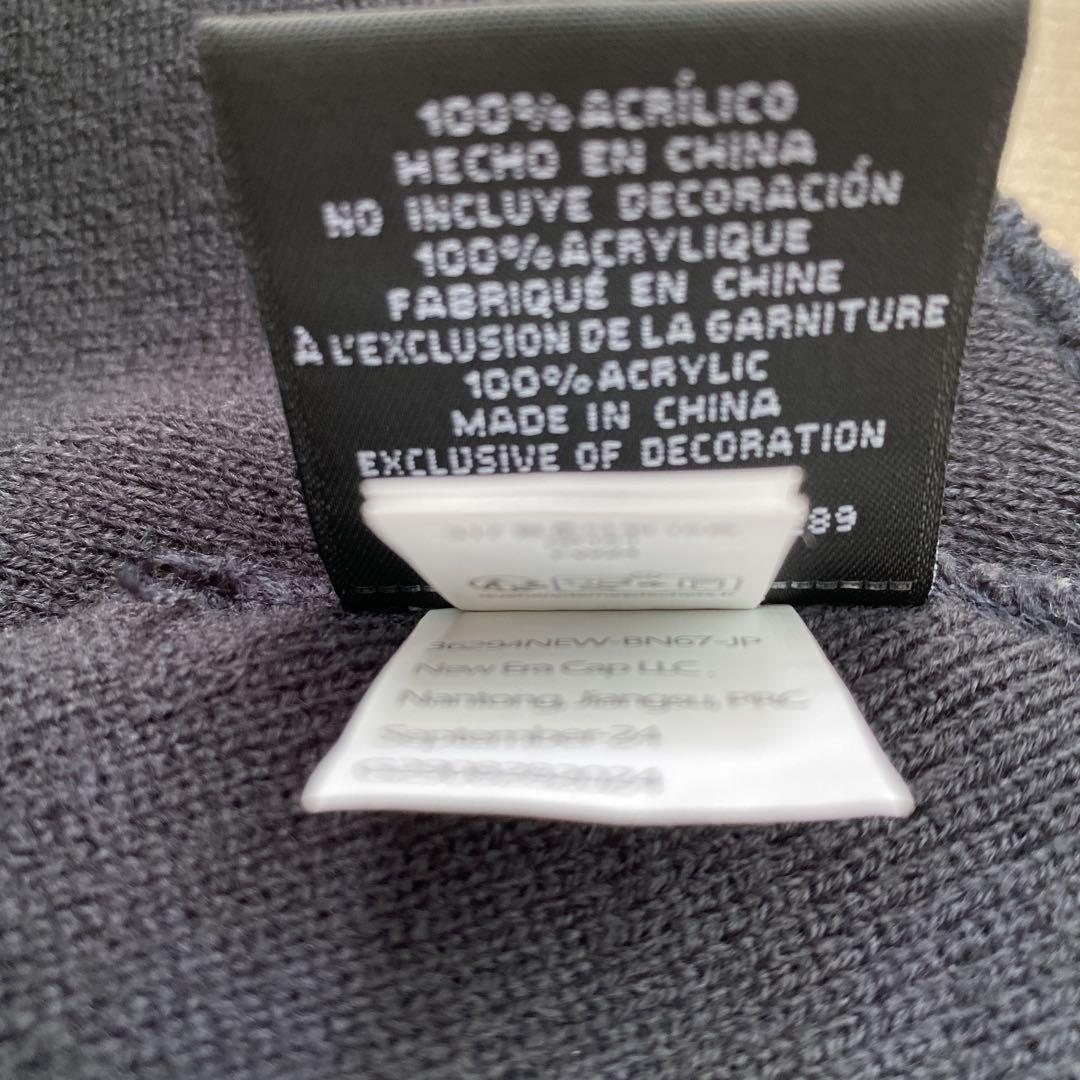 100% ACRÍLICO
HECHO EN CHINA
NO INCLUYE DECORACIÓN
100% ACRYLIQUE
FABRIQUÉ EN CHINE
À L'EXCLUSION DE LA GARNITURE
100% ACRYLIC
MADE IN CHINA
EXCLUSIVE OF DECORATION
89
36294NEW-BN67-JP
New Era Cap LLC .
Nantong, Jiangsu, PRC
September-24